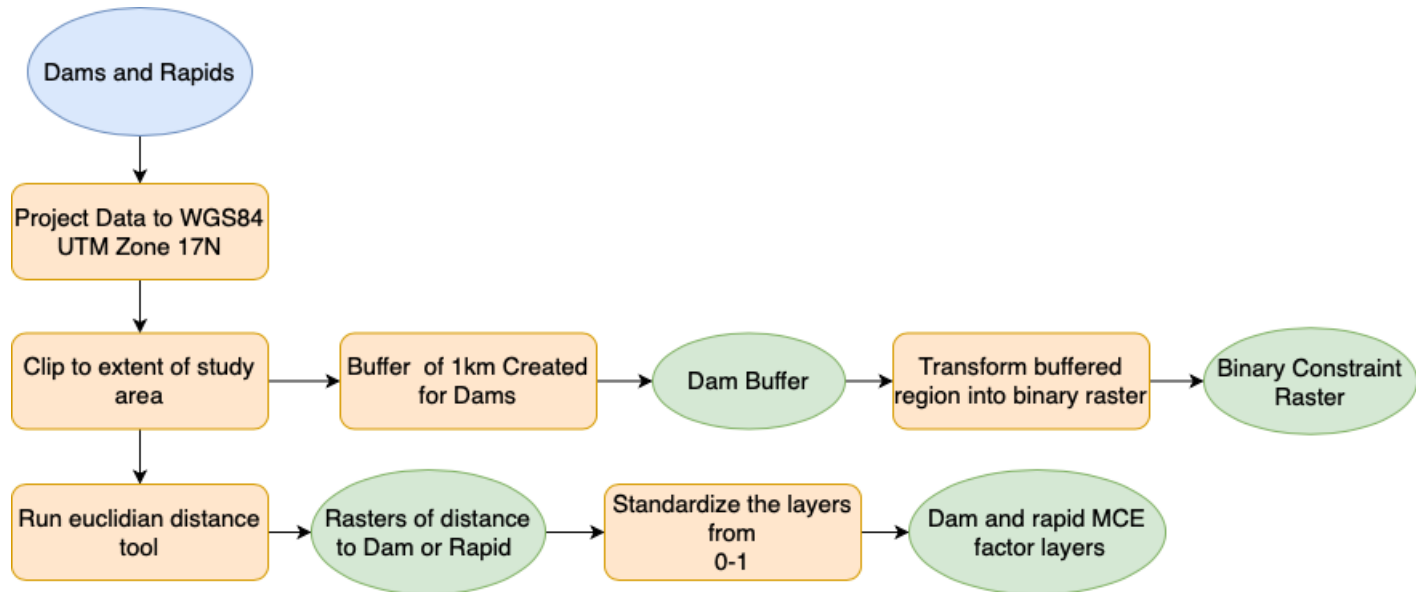 Dams and Rapids
Project Data to WGS84
UTM Zone 17N
Clip to extent of study
area
Buffer of 1km Created
for Dams
Dam Buffer
Transform buffered
region into binary raster
Binary Constraint
Raster
Run euclidian distance
tool
Rasters of distance
to Dam or Rapid
Standardize the layers
from
0-1
Dam and rapid MCE
factor layers